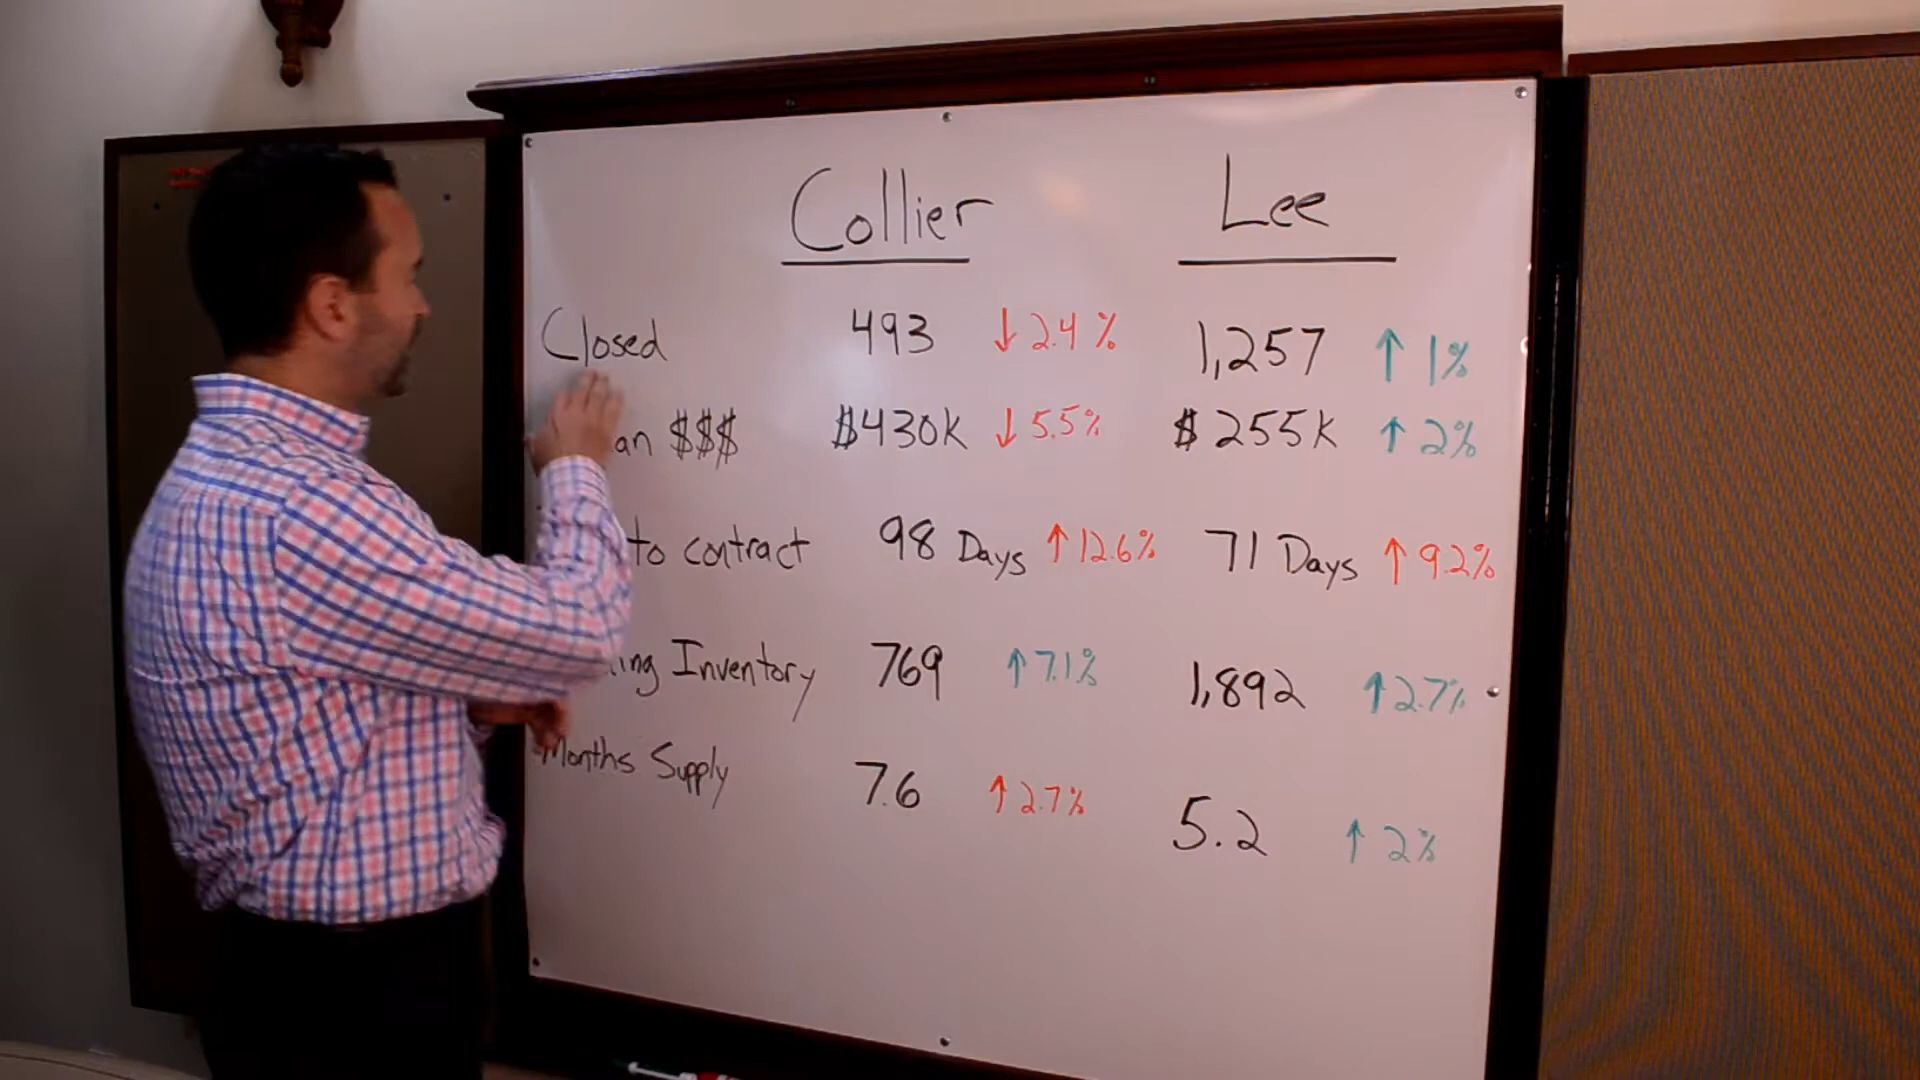 Collier Lee
Closed 493 ↓ 2.4% 1,257 ↑ 1%
$$$ $430K ↓ 5.5% $255K ↑ 2%
to contract 98 Days ↑ 12.6% 71 Days ↑ 9.2%
Inventory 769 ↑ 7.1% 1,892 ↑ 2.7%
Months Supply 7.6 ↑ 2.7% 5.2 ↑ 2%